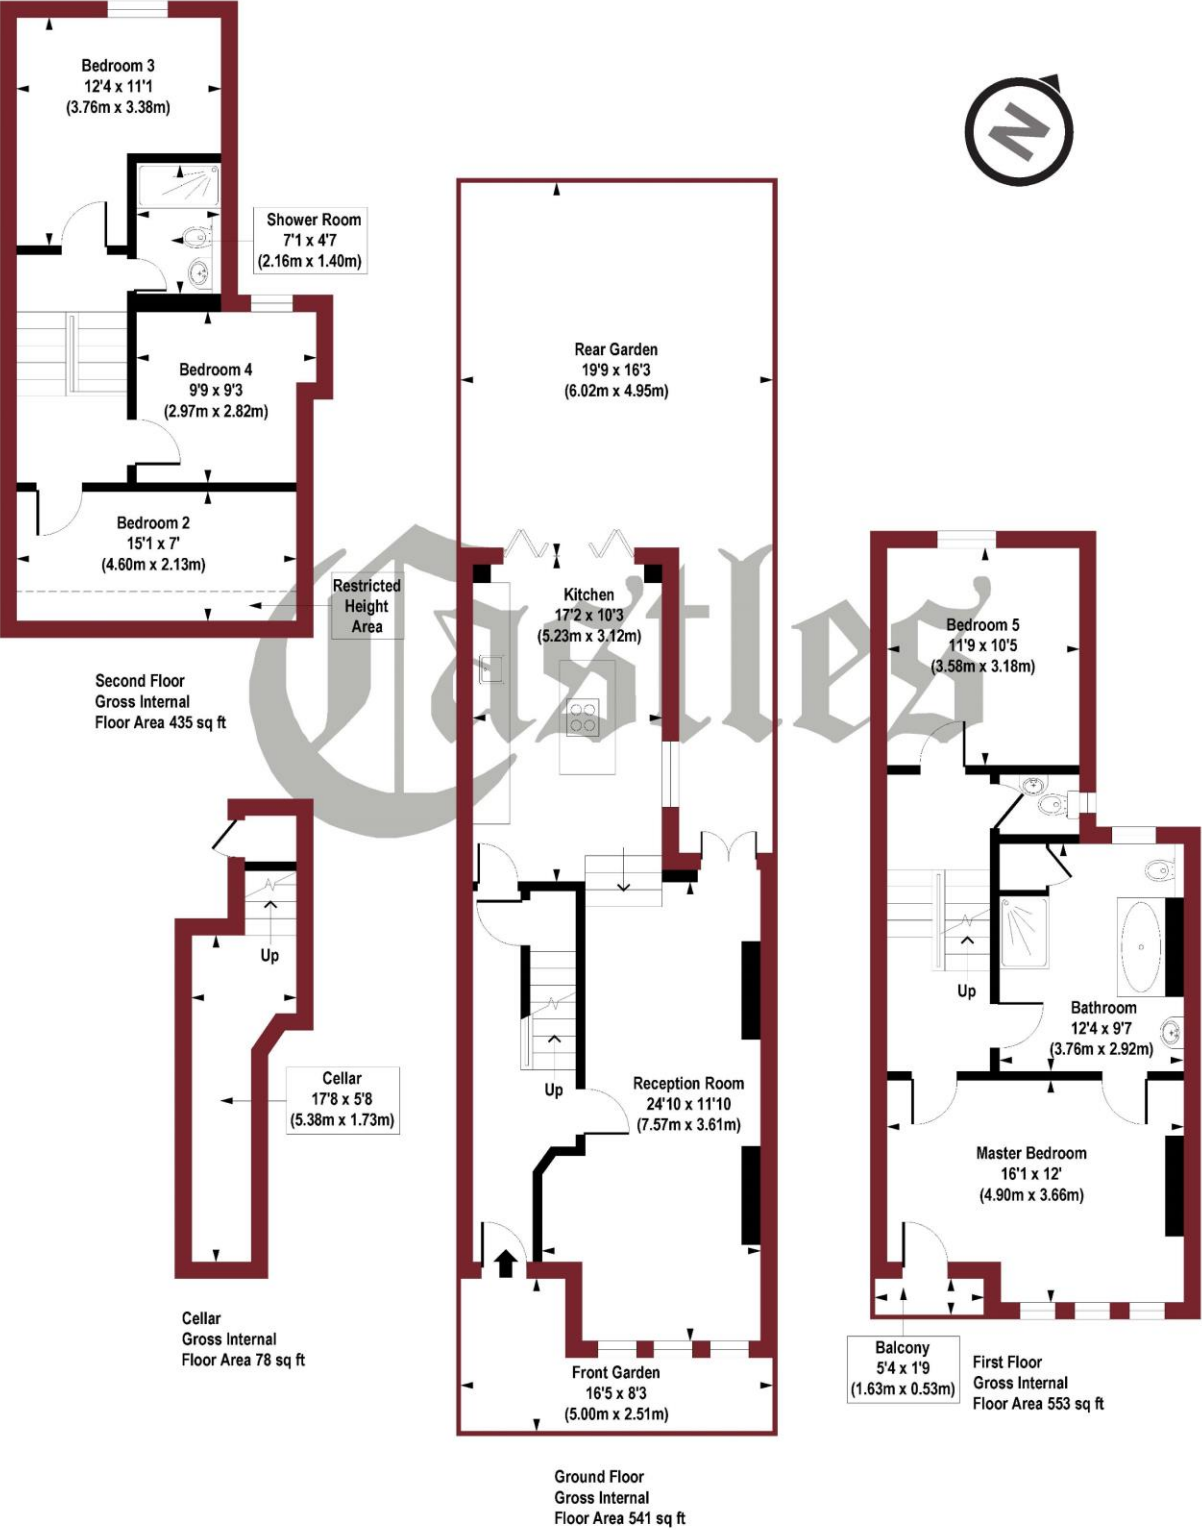 Bedroom 3
12'4 x 11'1
(3.76m x 3.38m)
Shower Room
7'1 x 4'7
(2.16m x 1.40m)
Bedroom 4
9'9 x 9'3
(2.97m x 2.82m)
Bedroom 2
15'1 x 7'
(4.60m x 2.13m)
Restricted
Height
Area
Second Floor
Gross Internal
Floor Area 435 sq ft
Up
Cellar
17'8 x 5'8
(5.38m x 1.73m)
Cellar
Gross Internal
Floor Area 78 sq ft
Castles
Rear Garden
19'9 x 16'3
(6.02m x 4.95m)
Kitchen
17'2 x 10'3
(5.23m x 3.12m)
Up
Reception Room
24'10 x 11'10
(7.57m x 3.61m)
Front Garden
16'5 x 8'3
(5.00m x 2.51m)
Ground Floor
Gross Internal
Floor Area 541 sq ft
N
Bedroom 5
11'9 x 10'5
(3.58m x 3.18m)
Up
Bathroom
12'4 x 9'7
(3.76m x 2.92m)
Master Bedroom
16'1 x 12'
(4.90m x 3.66m)
Balcony
5'4 x 1'9
(1.63m x 0.53m)
First Floor
Gross Internal
Floor Area 553 sq ft